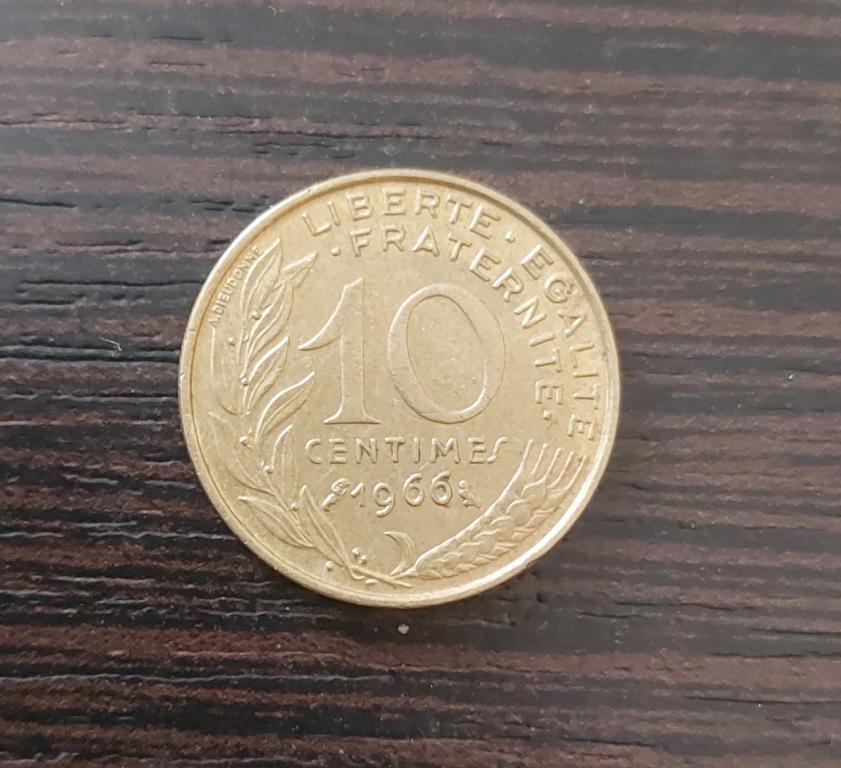 LIBERTE · EGALITE
· FRATERNITE ·
A.DIEUDONNE
10
CENTIMES
1966